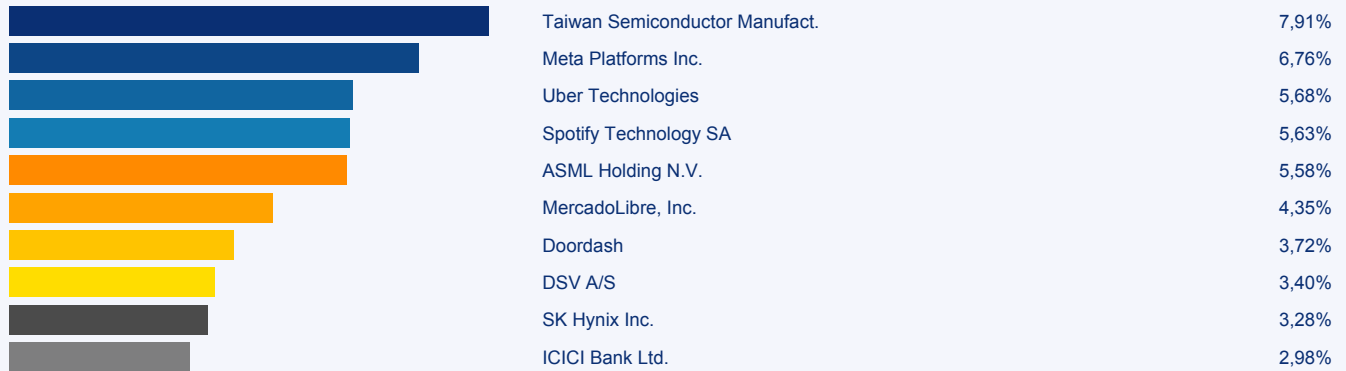 Taiwan Semiconductor Manufact. 7,91%
Meta Platforms Inc. 6,76%
Uber Technologies 5,68%
Spotify Technology SA 5,63%
ASML Holding N.V. 5,58%
MercadoLibre, Inc. 4,35%
Doordash 3,72%
DSV A/S 3,40%
SK Hynix Inc. 3,28%
ICICI Bank Ltd. 2,98%